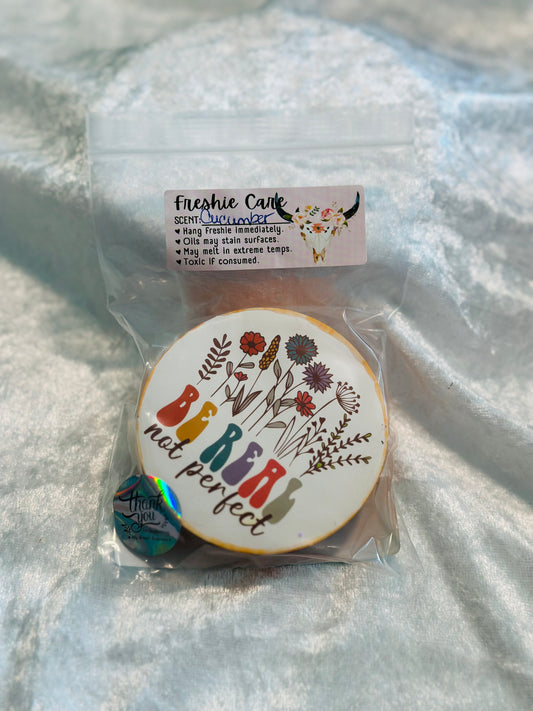 Freshie Care
SCENT: Cucumber
♥ Hang Freshie immediately.
♥ Oils may stain surfaces.
♥ May melt in extreme temps.
♥ Toxic if consumed.
BE REAL
not perfect
Thank
you